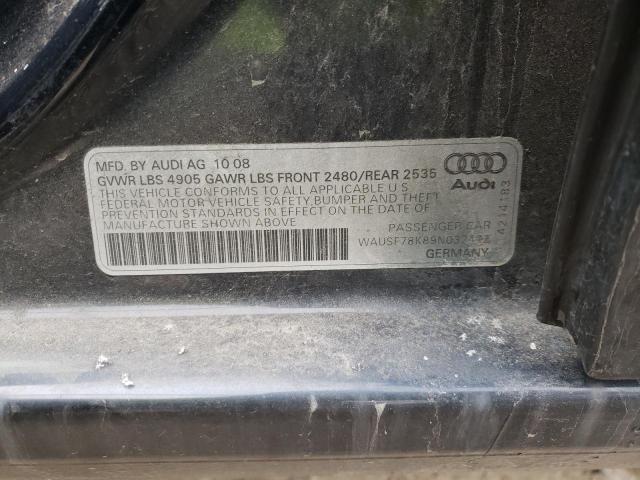 MFD. BY AUDI AG 10 08
GVWR LBS 4905 GAWR LBS FRONT 2480/REAR 2535
THIS VEHICLE CONFORMS TO ALL APPLICABLE U S
FEDERAL MOTOR VEHICLE SAFETY,BUMPER AND THEFT
PREVENTION STANDARDS IN EFFECT ON THE DATE OF
MANUFACTURE SHOWN ABOVE
Audi
PASSENGER CAR
GERMANY
4214183